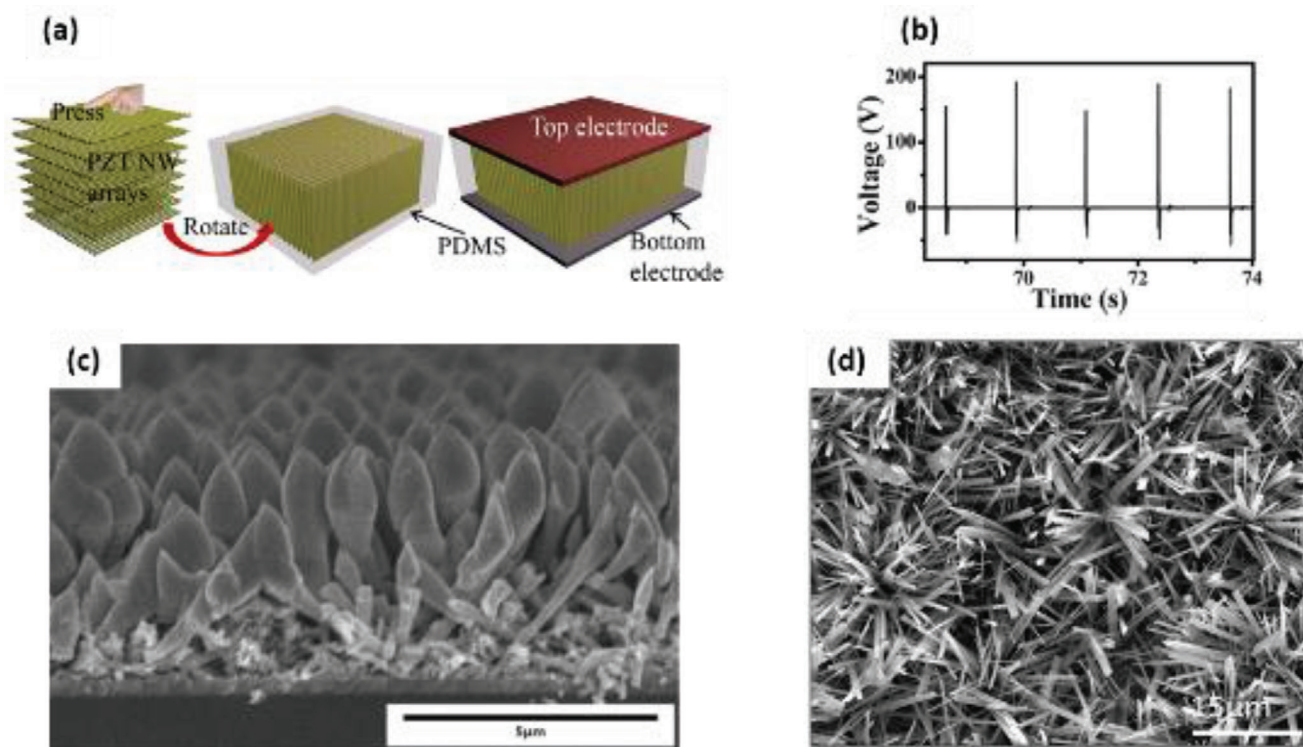 (a)
Press
PZT NW
arrays
Rotate
PDMS
Top electrode
Bottom
electrode
(b)
Voltage (V)
200
100
0
70
72
74
Time (s)
(c)
5μm
(d)
15μm